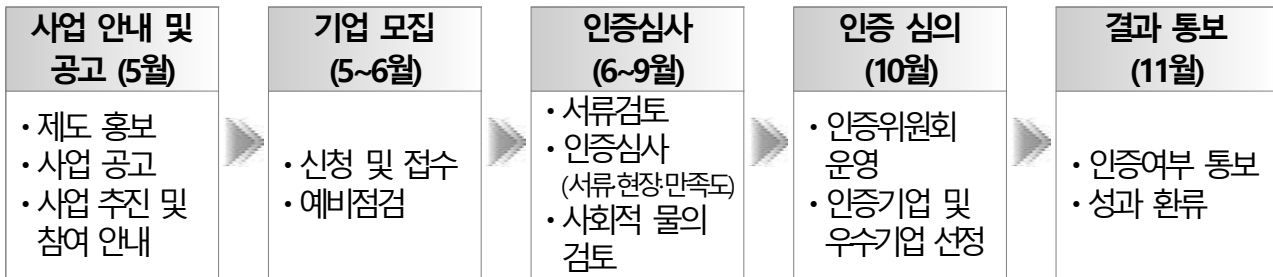 사업 안내 및
공고 (5월)
· 제도 홍보
· 사업 공고
· 사업 추진 및
참여 안내
기업 모집
(5~6월)
· 신청 및 접수
· 예비점검
인증심사
(6~9월)
· 서류검토
· 인증심사
(서류·현장·만족도)
· 사회적 물의
검토
인증 심의
(10월)
· 인증위원회
운영
· 인증기업 및
우수기업 선정
결과 통보
(11월)
· 인증여부 통보
· 성과 환류